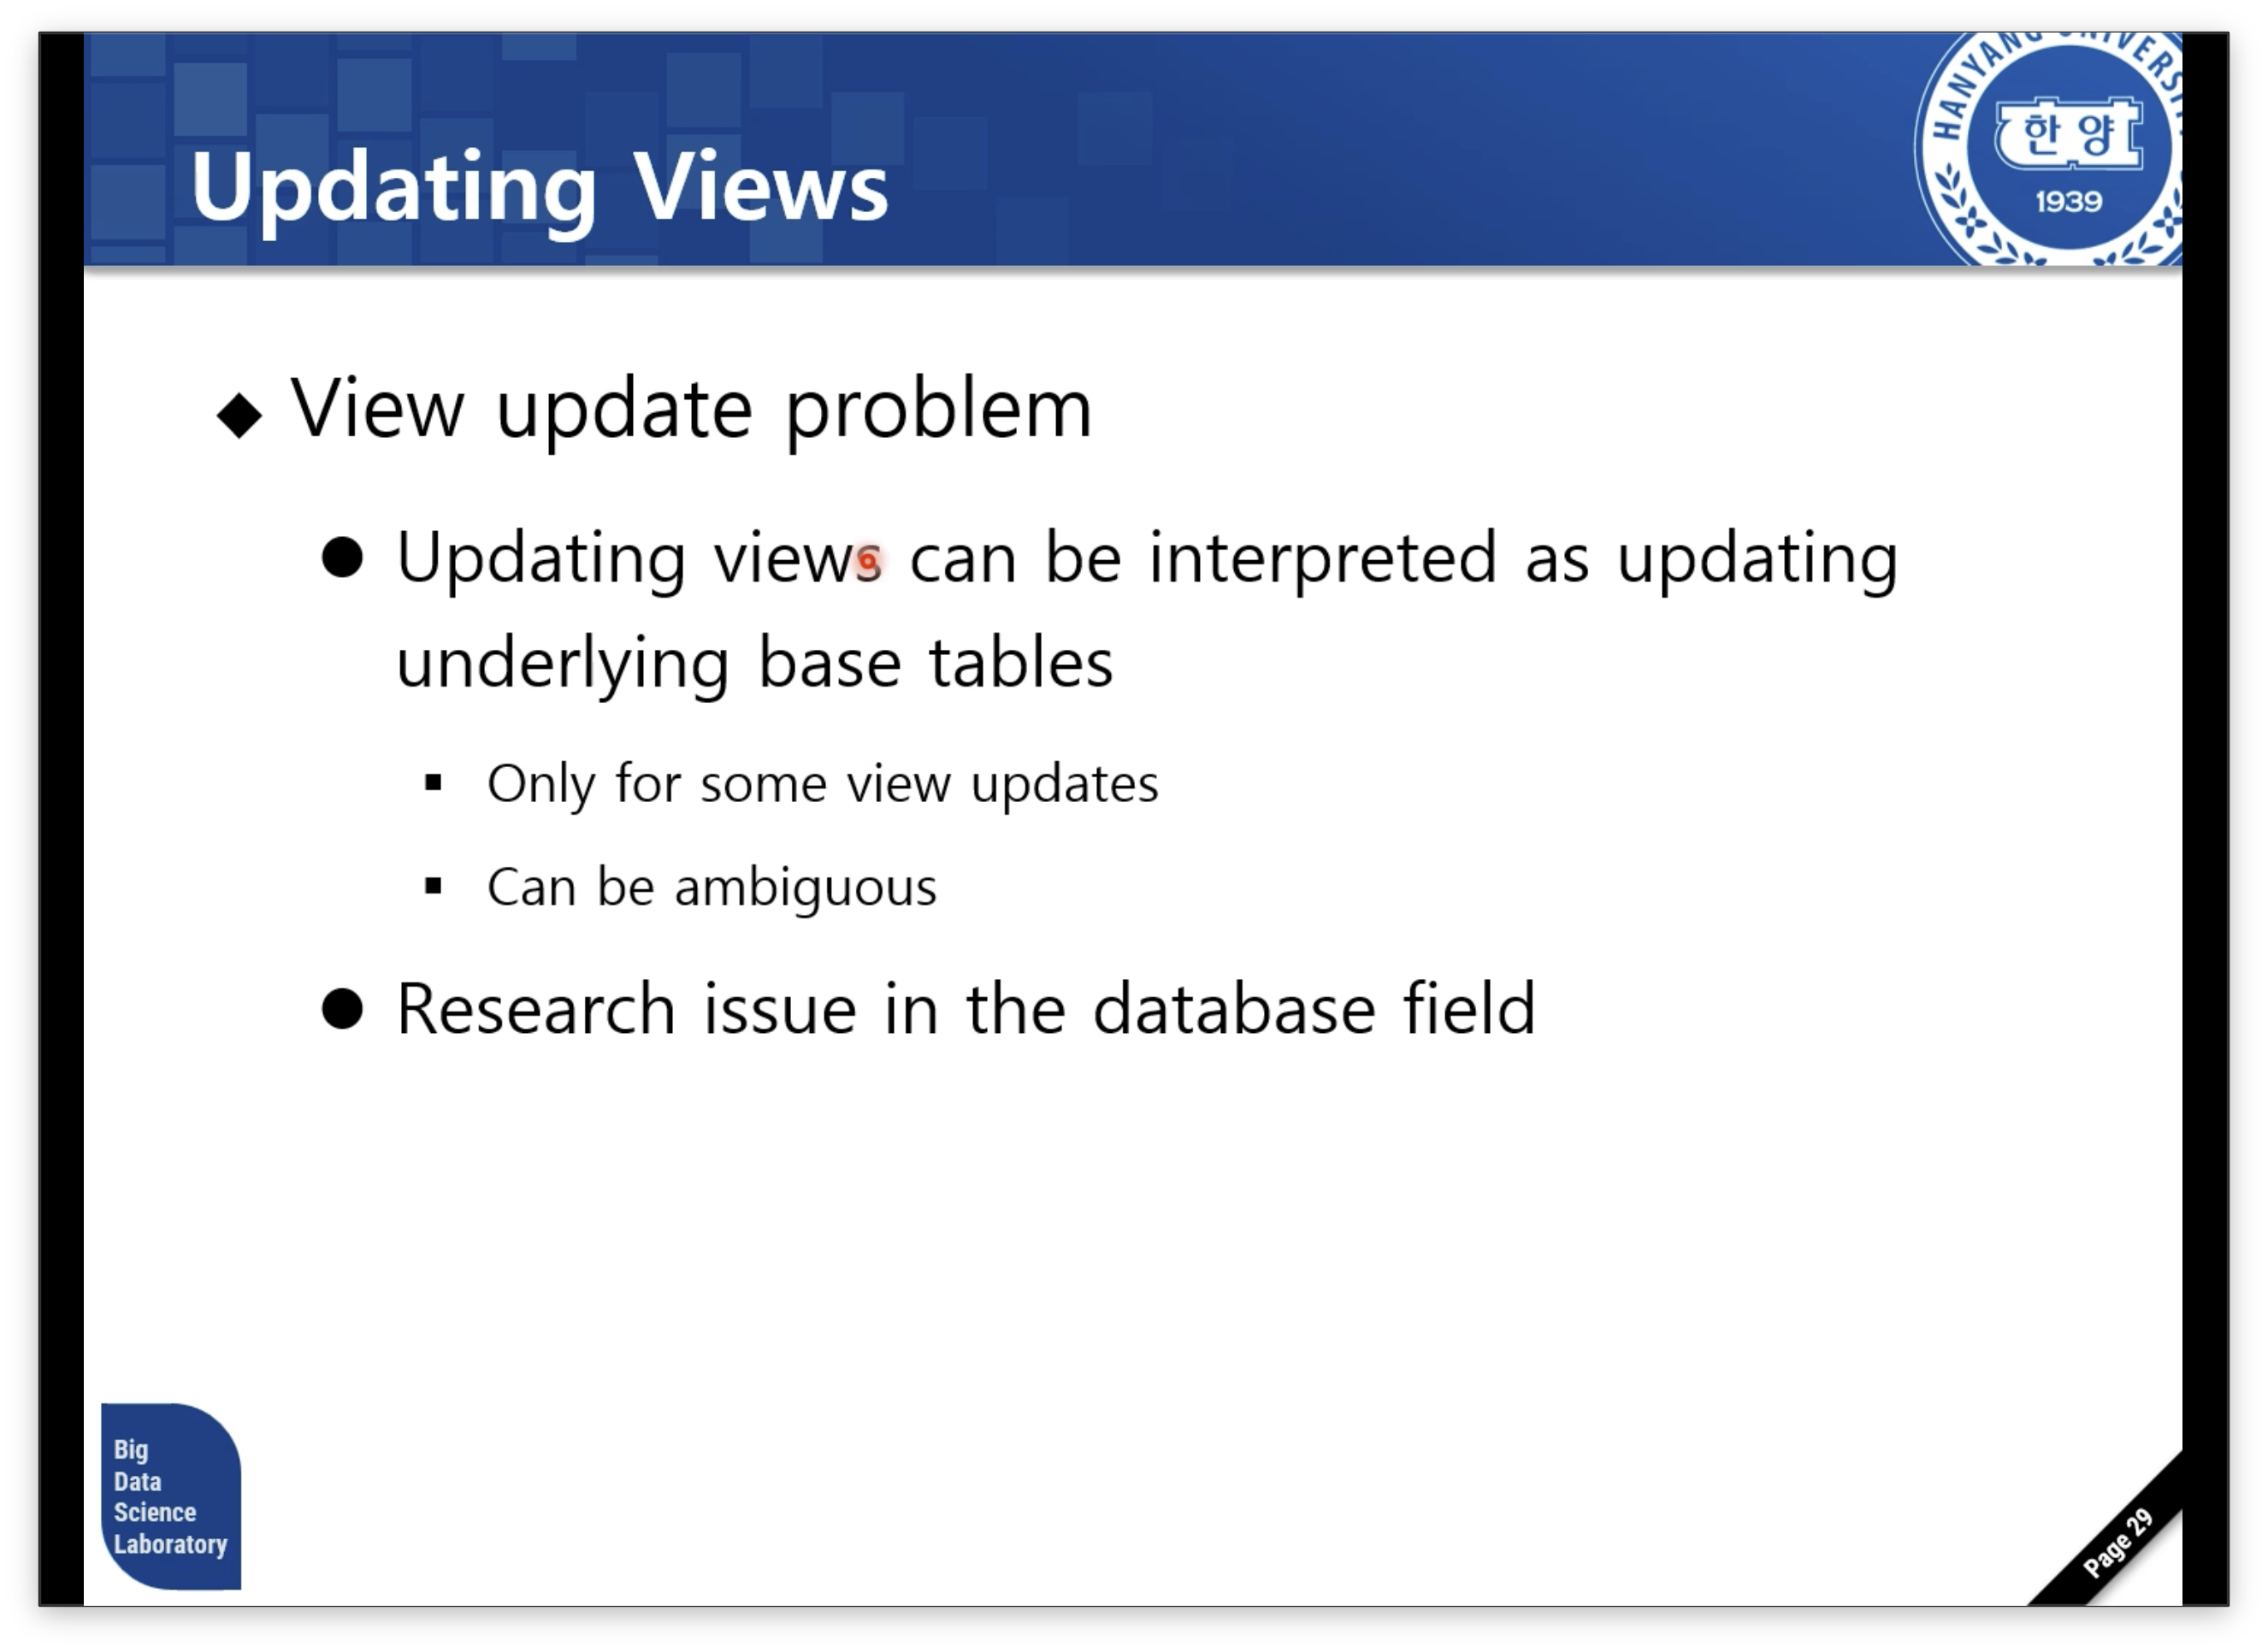 Updating Views
HANYANG UNIVERSI
한양
1939
◆ View update problem
● Updating views can be interpreted as updating
underlying base tables
▪ Only for some view updates
▪ Can be ambiguous
● Research issue in the database field
Big
Data
Science
Laboratory
Page 29